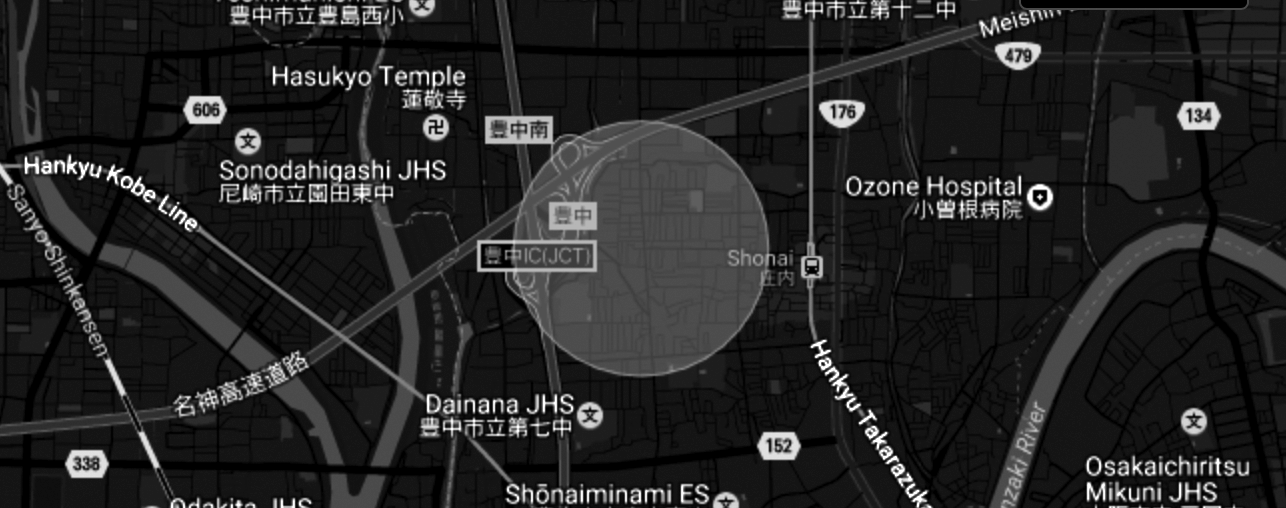 豊中市立豊島西小
豊中市立第十二中
Meishin
479
Hasukyo Temple
蓮敬寺
606
176
134
豊中南
Hankyu Kobe Line
Sonodahigashi JHS
尼崎市立園田東中
Ozone Hospital
小曽根病院
豊中
Sanyo Shinkansen
豊中IC(JCT)
Shonai
庄内
名神高速道路
Hankyu Takarazuka
Dainana JHS
豊中市立第七中
152
338
Osakaichiritsu
Mikuni JHS
Shōnaiminami ES
Odakita JHS
nzaki River